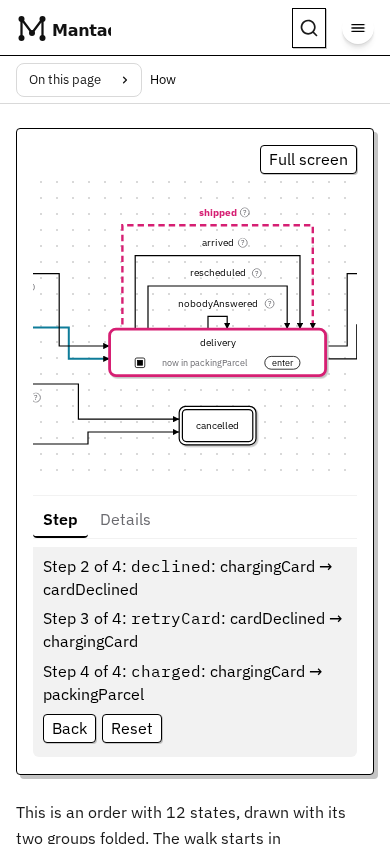 On this page
How
Full screen
shipped ?
arrived ?
rescheduled ?
nobodyAnswered ?
delivery
now in packingParcel
enter
?
cancelled
Step
Details
Step 2 of 4: declined: chargingCard →
cardDeclined
Step 3 of 4: retryCard: cardDeclined →
chargingCard
Step 4 of 4: charged: chargingCard →
packingParcel
Back
Reset
This is an order with 12 states, drawn with its
two groups folded. The walk starts in